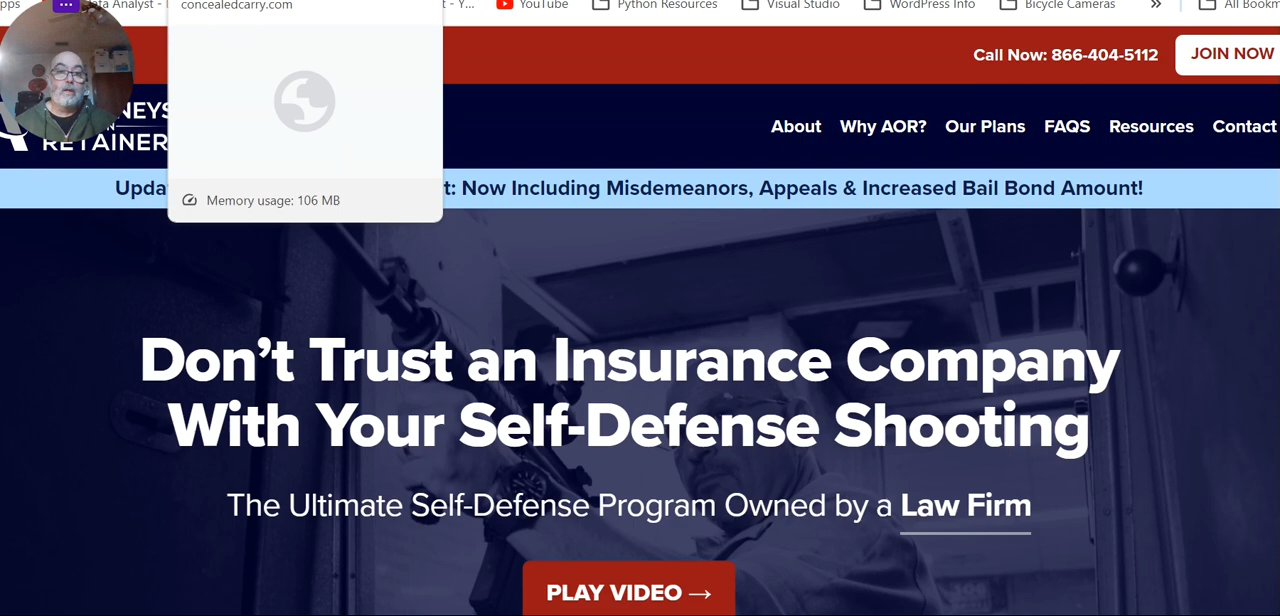 concealedcarry.com
YouTube
Python Resources
Visual Studio
WordPress Info
Bicycle Cameras
»
Call Now: 866-404-5112
JOIN NOW
RETAINER
About
Why AOR?
Our Plans
FAQS
Resources
Contact
Memory usage: 106 MB
Now Including Misdemeanors, Appeals & Increased Bail Bond Amount!
Don't Trust an Insurance Company
With Your Self-Defense Shooting
The Ultimate Self-Defense Program Owned by a Law Firm
PLAY VIDEO →